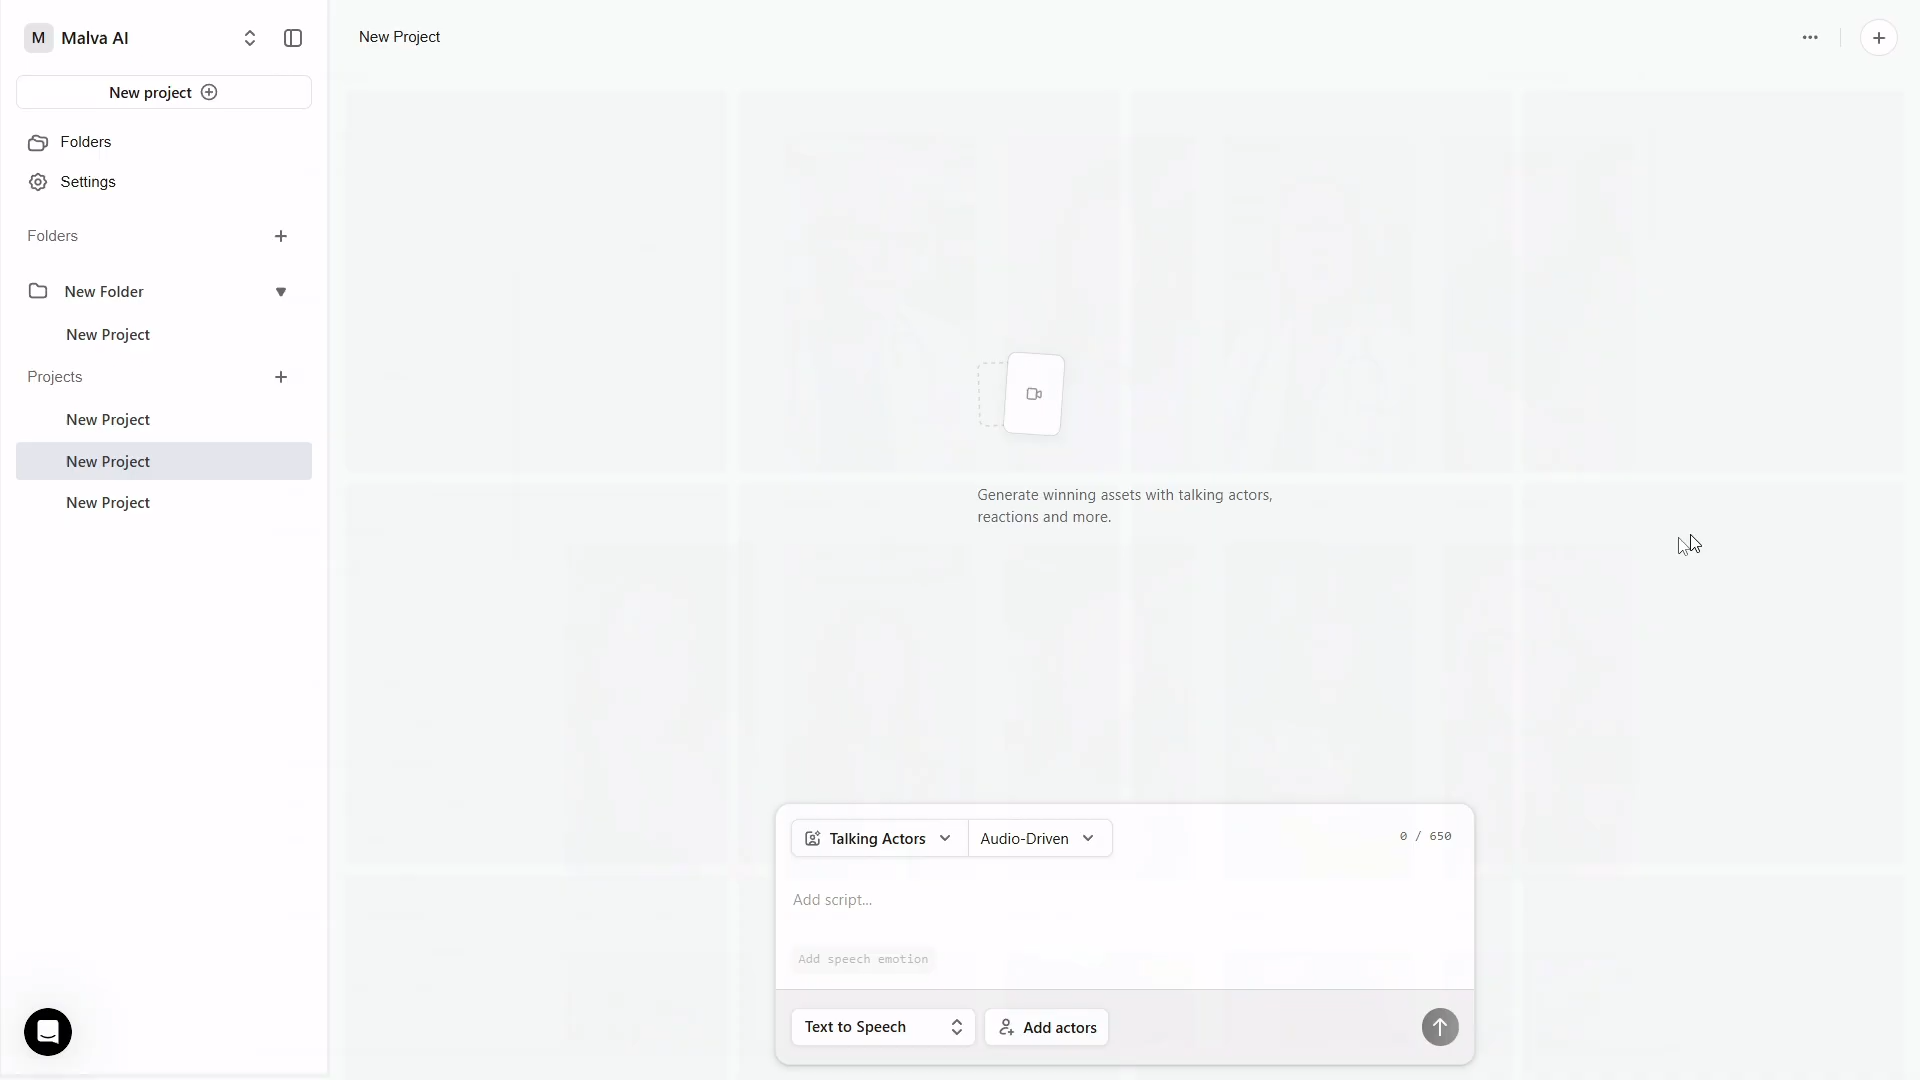 M Malva AI
New project
Folders
Settings
Folders
New Folder
New Project
Projects
New Project
New Project
New Project
New Project
Generate winning assets with talking actors,
reactions and more.
Talking Actors
Audio-Driven
0 / 650
Add script...
Add speech emotion
Text to Speech
Add actors